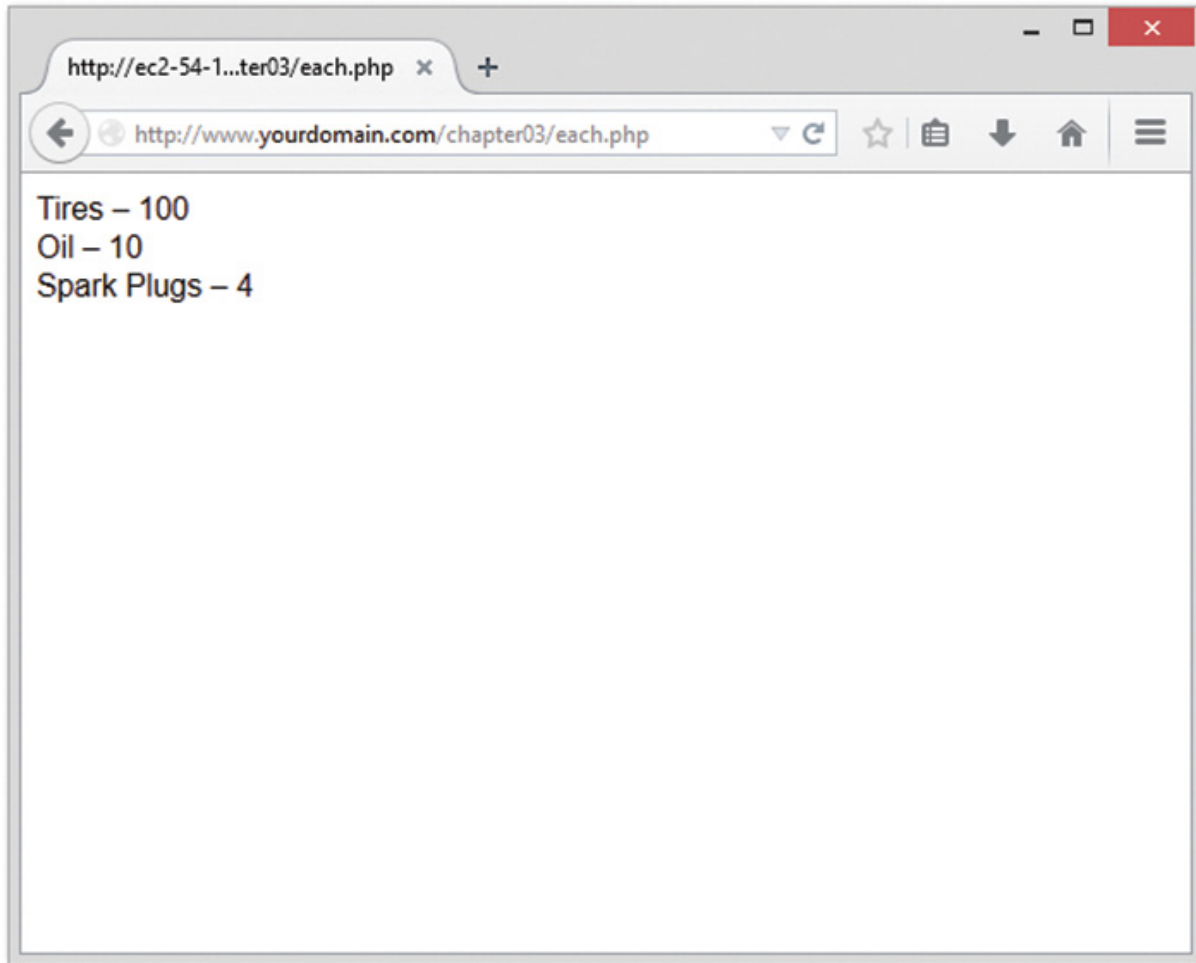 http://ec2-54-1...ter03/each.php
http://www.yourdomain.com/chapter03/each.php
Tires – 100
Oil – 10
Spark Plugs – 4